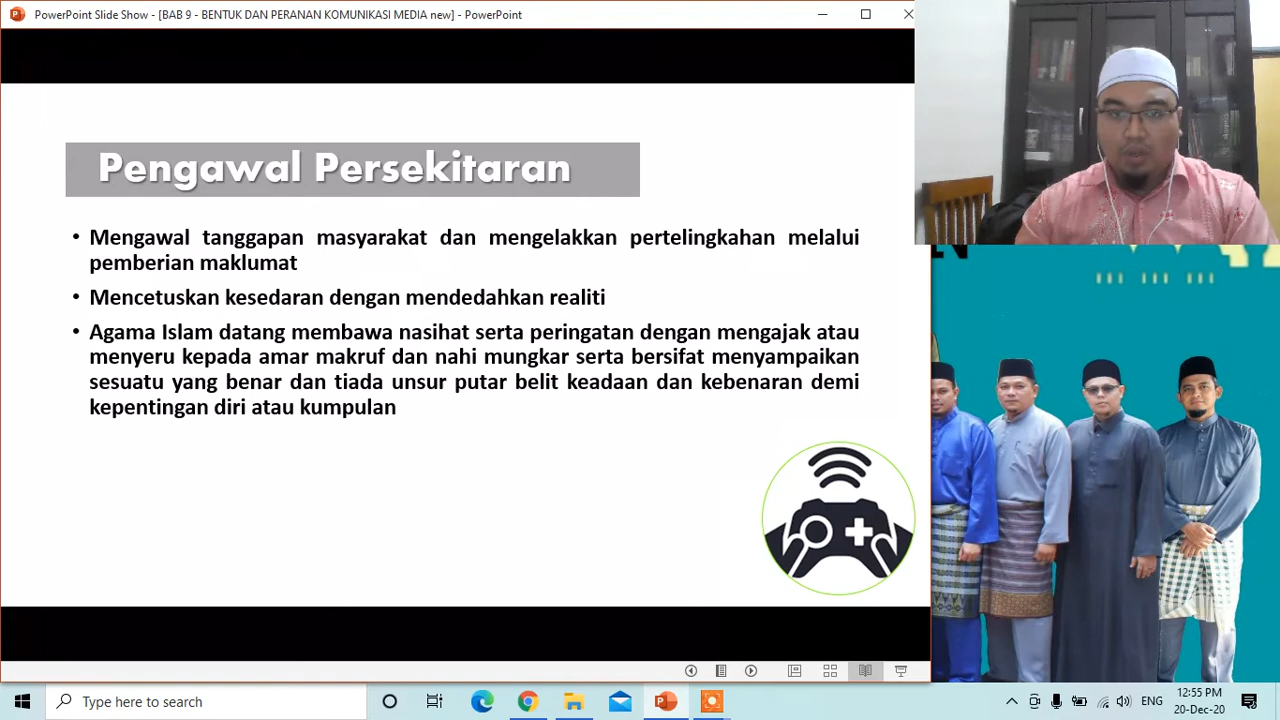 PowerPoint Slide Show - [BAB 9 - BENTUK DAN PERANAN KOMUNIKASI MEDIA new] - PowerPoint
Pengawal Persekitaran
• Mengawal tanggapan masyarakat dan mengelakkan pertelingkahan melalui
pemberian maklumat
• Mencetuskan kesedaran dengan mendedahkan realiti
• Agama Islam datang membawa nasihat serta peringatan dengan mengajak atau
menyeru kepada amar makruf dan nahi mungkar serta bersifat menyampaikan
sesuatu yang benar dan tiada unsur putar belit keadaan dan kebenaran demi
kepentingan diri atau kumpulan
Type here to search
ENG
12:55 PM
20-Dec-20